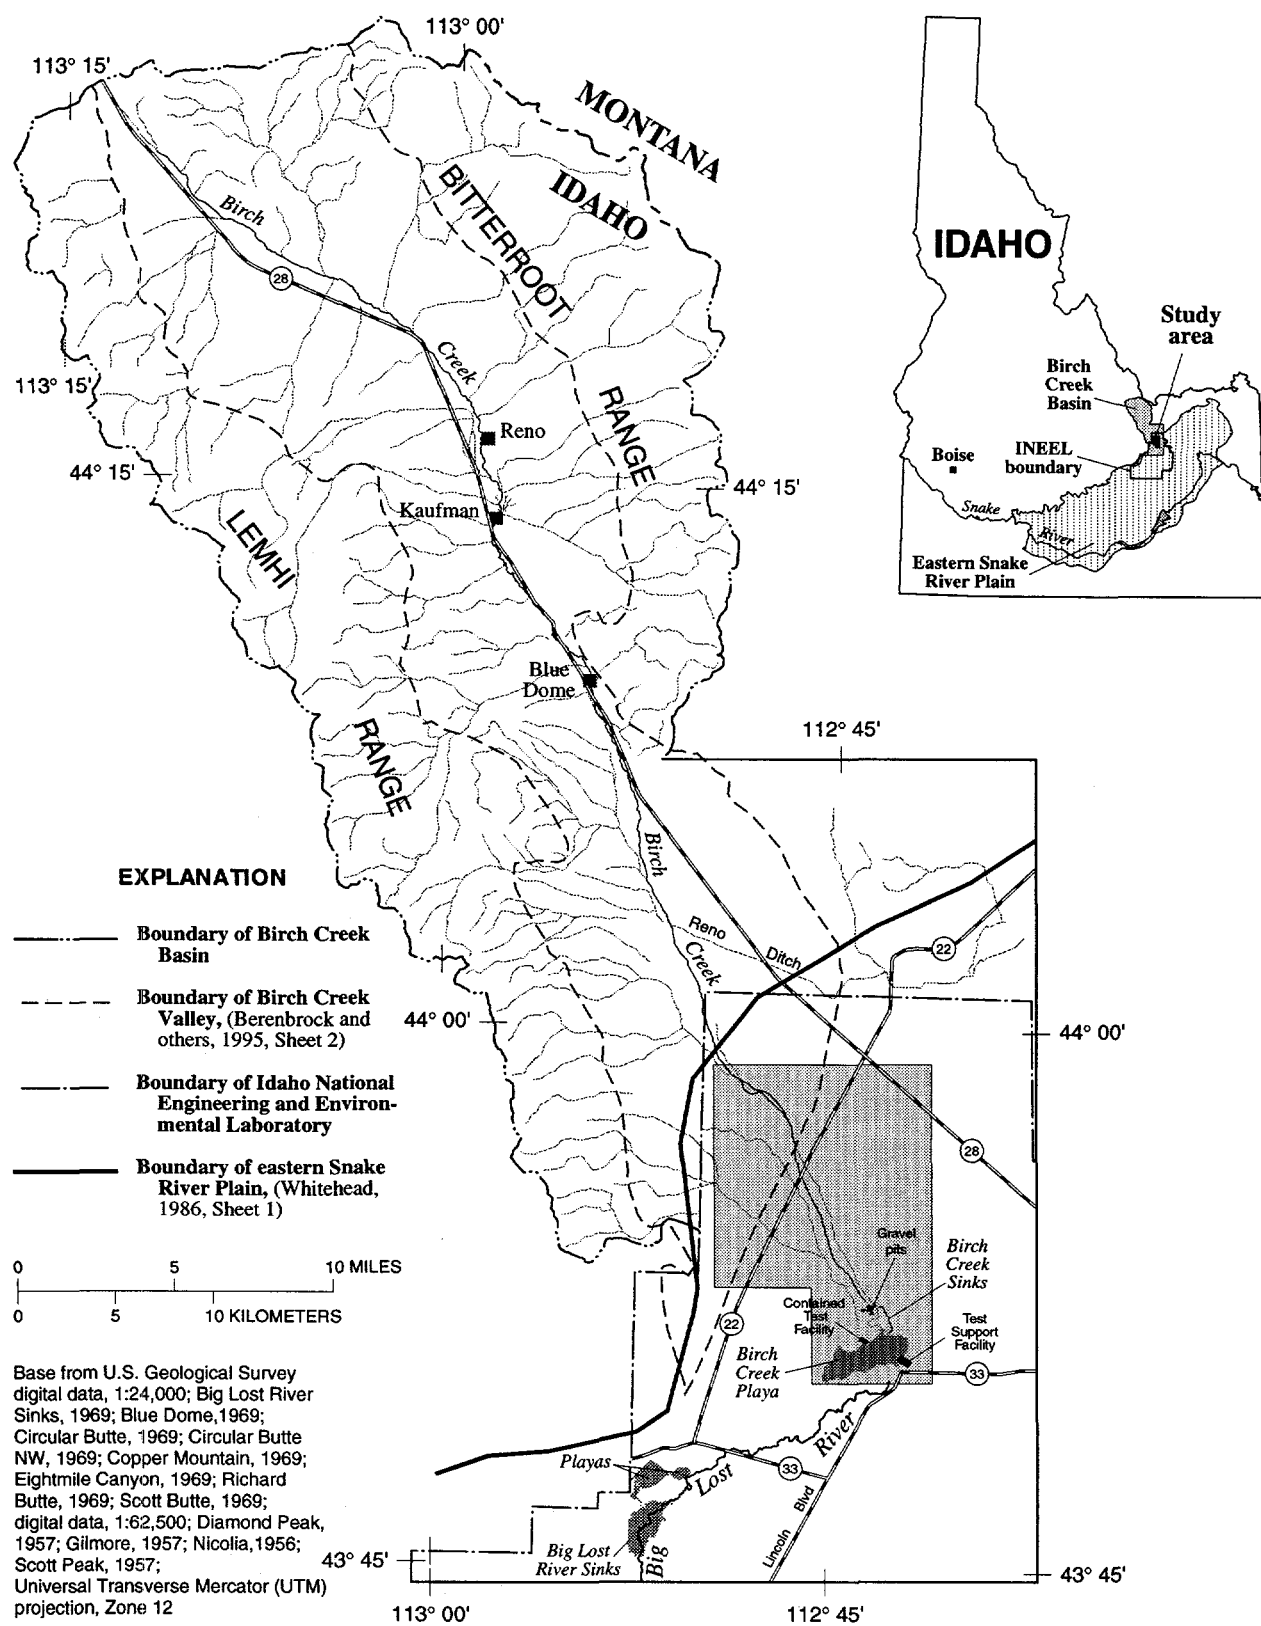 113° 00'
113° 15'
MONTANA
IDAHO
BITTERROOT
RANGE
Birch
28
Creek
113° 15'
Reno
44° 15'
44° 15'
Kaufman
LEMHI
RANGE
Blue
Dome
112° 45'
Birch
Reno
Ditch
Creek
22
44° 00'
44° 00'
28
Gravel
pits
Birch
Creek
Sinks
Contained
Test
Facility
Test
Support
Facility
22
Birch
Creek
Playa
33
River
Lost
Big
Playas
33
Lincoln Blvd
Big Lost
River Sinks
43° 45'
43° 45'
113° 00'
112° 45'
IDAHO
Study
area
Birch
Creek
Basin
INEEL
boundary
Boise
Snake
River
Eastern Snake
River Plain
EXPLANATION
Boundary of Birch Creek
Basin
Boundary of Birch Creek
Valley, (Berenbrock and
others, 1995, Sheet 2)
Boundary of Idaho National
Engineering and Environ-
mental Laboratory
Boundary of eastern Snake
River Plain, (Whitehead,
1986, Sheet 1)
0 5 10 MILES
0 5 10 KILOMETERS
Base from U.S. Geological Survey
digital data, 1:24,000; Big Lost River
Sinks, 1969; Blue Dome,1969;
Circular Butte, 1969; Circular Butte
NW, 1969; Copper Mountain, 1969;
Eightmile Canyon, 1969; Richard
Butte, 1969; Scott Butte, 1969;
digital data, 1:62,500; Diamond Peak,
1957; Gilmore, 1957; Nicolia,1956;
Scott Peak, 1957;
Universal Transverse Mercator (UTM)
projection, Zone 12